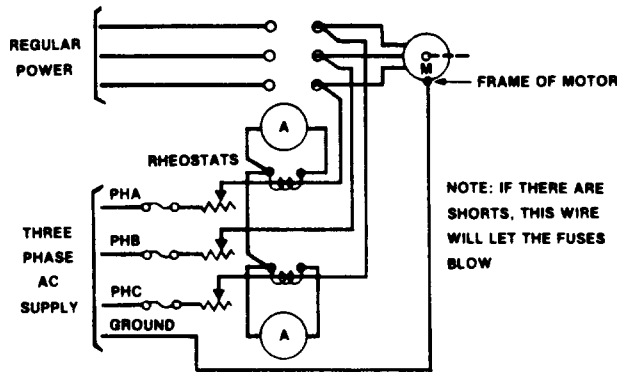 REGULAR
POWER
M
FRAME OF MOTOR
A
RHEOSTATS
PHA
PHB
PHC
GROUND
THREE
PHASE
AC
SUPPLY
A
NOTE: IF THERE ARE
SHORTS, THIS WIRE
WILL LET THE FUSES
BLOW